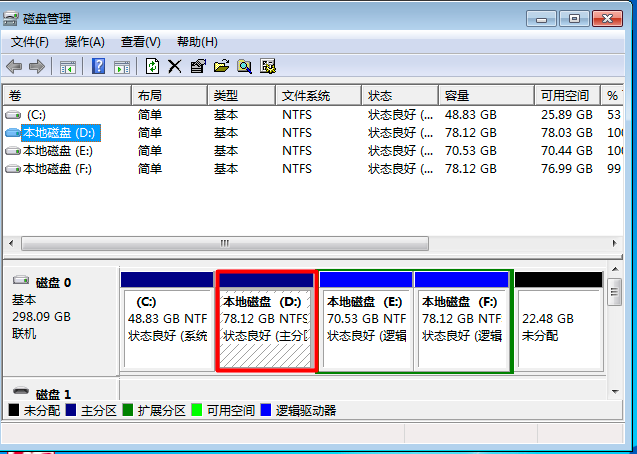 磁盘管理
文件(F) 操作(A) 查看(V) 帮助(H)
卷 布局 类型 文件系统 状态 容量 可用空间 %
(C:) 简单 基本 NTFS 状态良好 (... 48.83 GB 25.89 GB 53
本地磁盘 (D:) 简单 基本 NTFS 状态良好 (... 78.12 GB 78.03 GB 100
本地磁盘 (E:) 简单 基本 NTFS 状态良好 (... 70.53 GB 70.44 GB 100
本地磁盘 (F:) 简单 基本 NTFS 状态良好 (... 78.12 GB 76.99 GB 99
磁盘 0
基本
298.09 GB
联机
(C:)
48.83 GB NTF
状态良好 (系统
本地磁盘 (D:)
78.12 GB NTFS
状态良好 (主分区
本地磁盘 (E:)
70.53 GB NTF
状态良好 (逻辑
本地磁盘 (F:)
78.12 GB NTF
状态良好 (逻辑
22.48 GB
未分配
磁盘 1
未分配 主分区 扩展分区 可用空间 逻辑驱动器